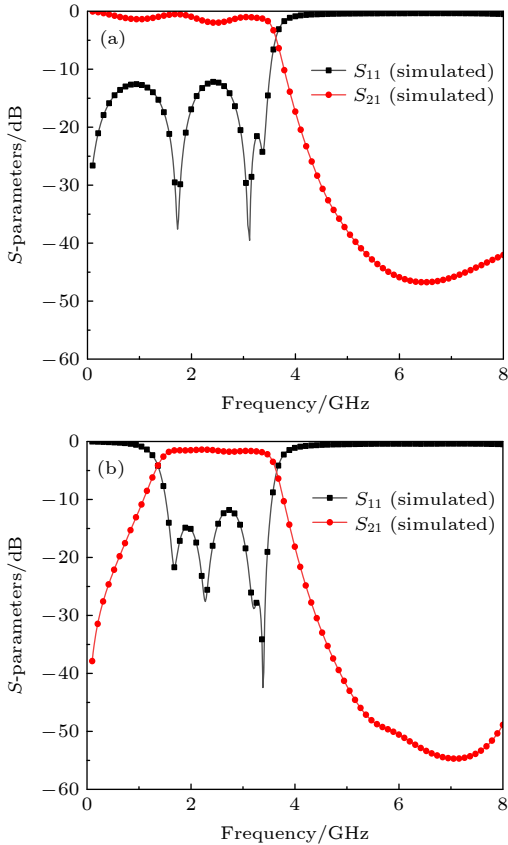 0
(a)
S11 (simulated)
S21 (simulated)
−10
−20
−30
−40
−50
−60
S-parameters/dB
0 2 4 6 8
Frequency/GHz
0
(b)
S11 (simulated)
S21 (simulated)
−10
−20
−30
−40
−50
−60
S-parameters/dB
0 2 4 6 8
Frequency/GHz